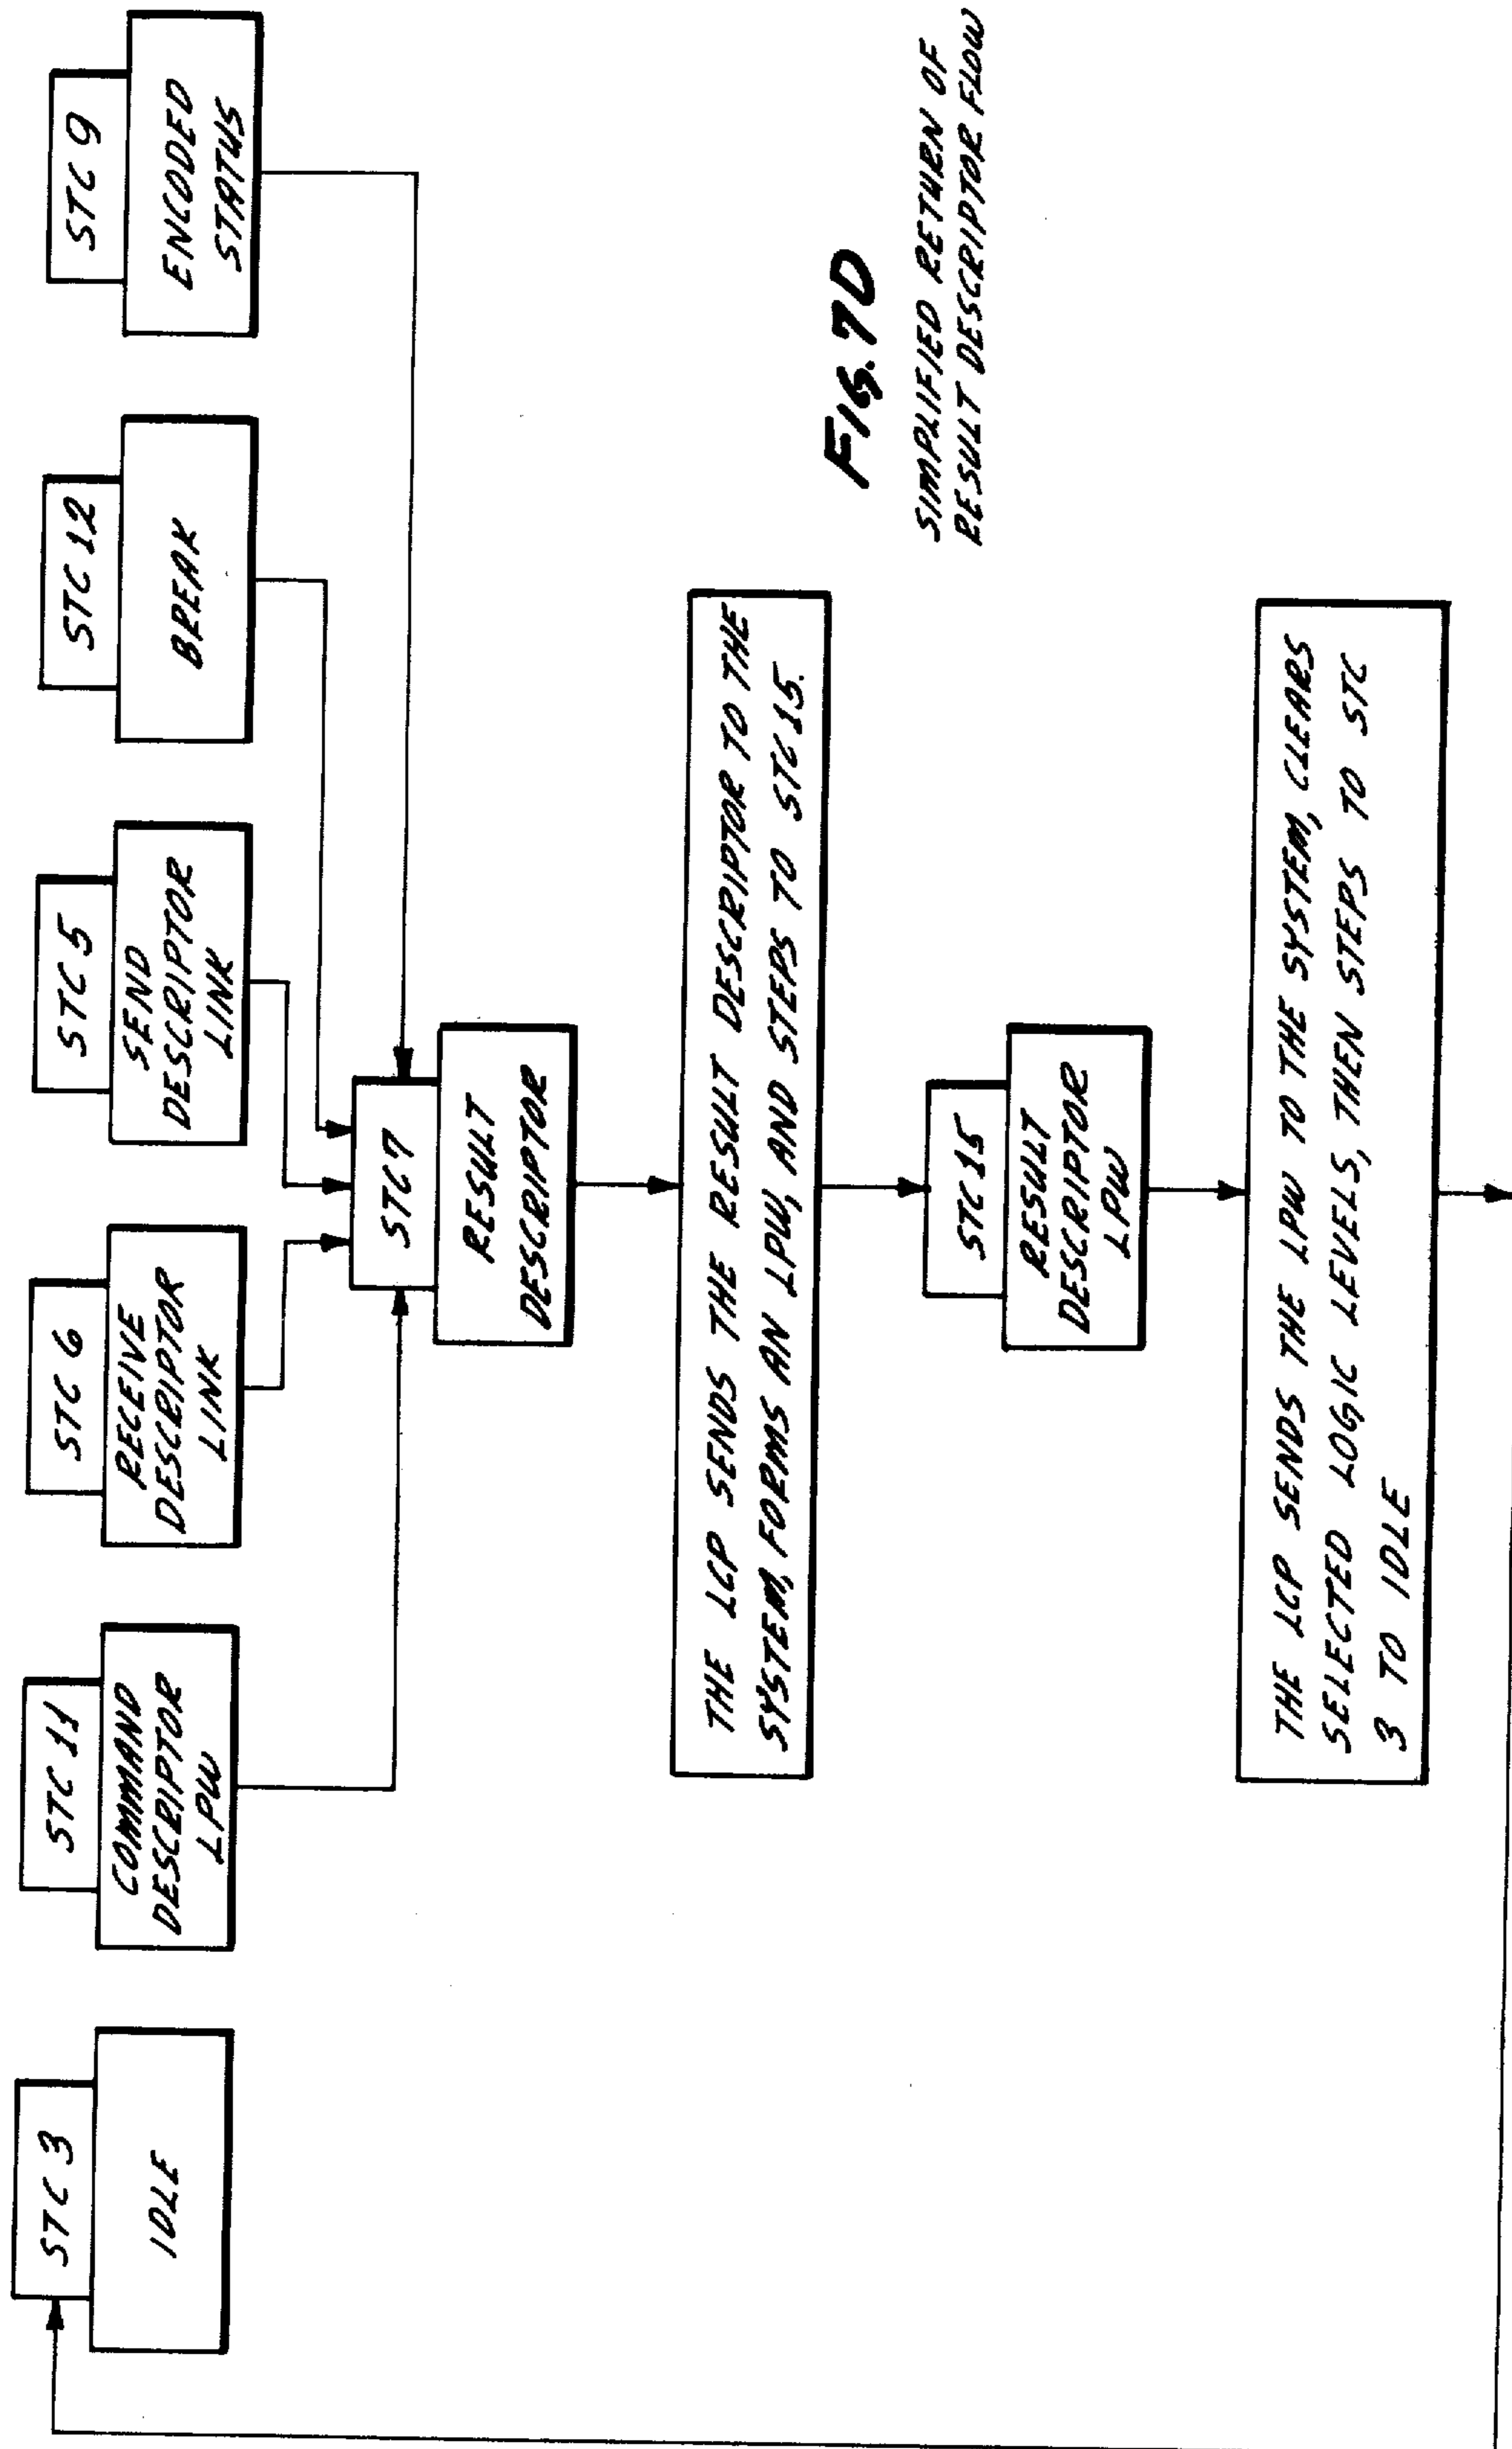 STC 3
IDLE
STC 11
COMMAND
DESCRIPTOR
LPW
STC 6
RECEIVE
DESCRIPTOR
LINK
STC 5
SEND
DESCRIPTOR
LINK
STC 12
BREAK
STC 9
ENCODED
STATUS
STC 7
RESULT
DESCRIPTOR
THE LCP SENDS THE RESULT DESCRIPTOR TO THE
SYSTEM, FORMS AN LPW, AND STEPS TO STC 15.
STC 15
RESULT
DESCRIPTOR
LPW
THE LCP SENDS THE LPW TO THE SYSTEM, CLEARS
SELECTED LOGIC LEVELS, THEN STEPS TO STC
3 TO IDLE
FIG. 7D
SIMPLIFIED RETURN OF
RESULT DESCRIPTOR FLOW